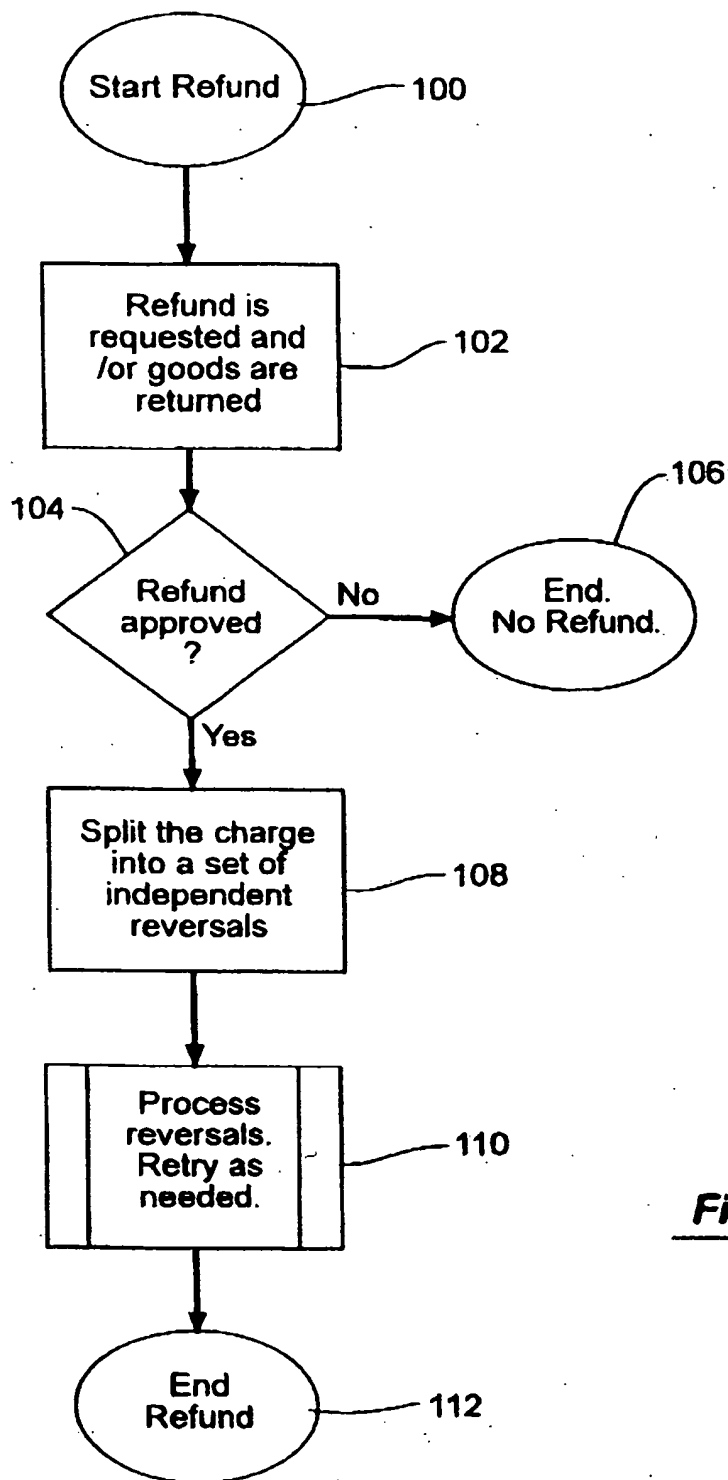 Start Refund
100
Refund is
requested and
/or goods are
returned
102
104
Refund
approved
?
No
106
End.
No Refund.
Yes
Split the charge
into a set of
independent
reversals
108
Process
reversals.
Retry as
needed.
110
End
Refund
112